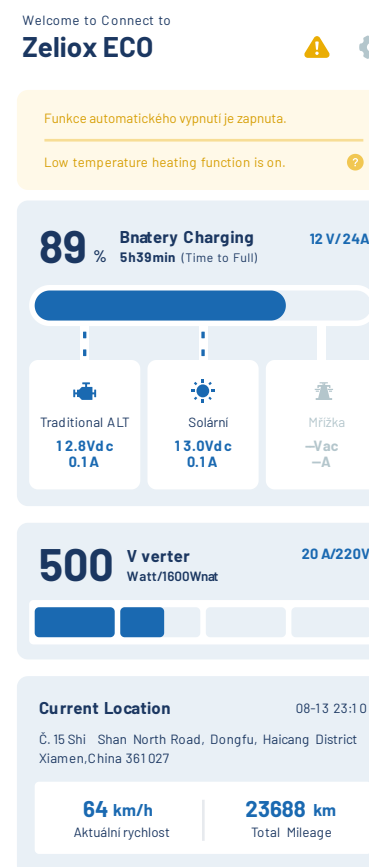 Welcome to Connect to
Zeliox ECO
Funkce automatického vypnutí je zapnuta.
Low temperature heating function is on.
?
89 % Bnatery Charging 12 V/24A
5h39min (Time to Full)
Traditional ALT Solární Mřížka
12.8Vdc 13.0Vdc —Vac
0.1A 0.1A —A
500 V verter 20 A/220V
Watt/1600Wnat
Current Location 08-13 23:10
Č. 15 Shi Shan North Road, Dongfu, Haicang District
Xiamen,China 361027
64 km/h 23688 km
Aktuální rychlost Total Mileage